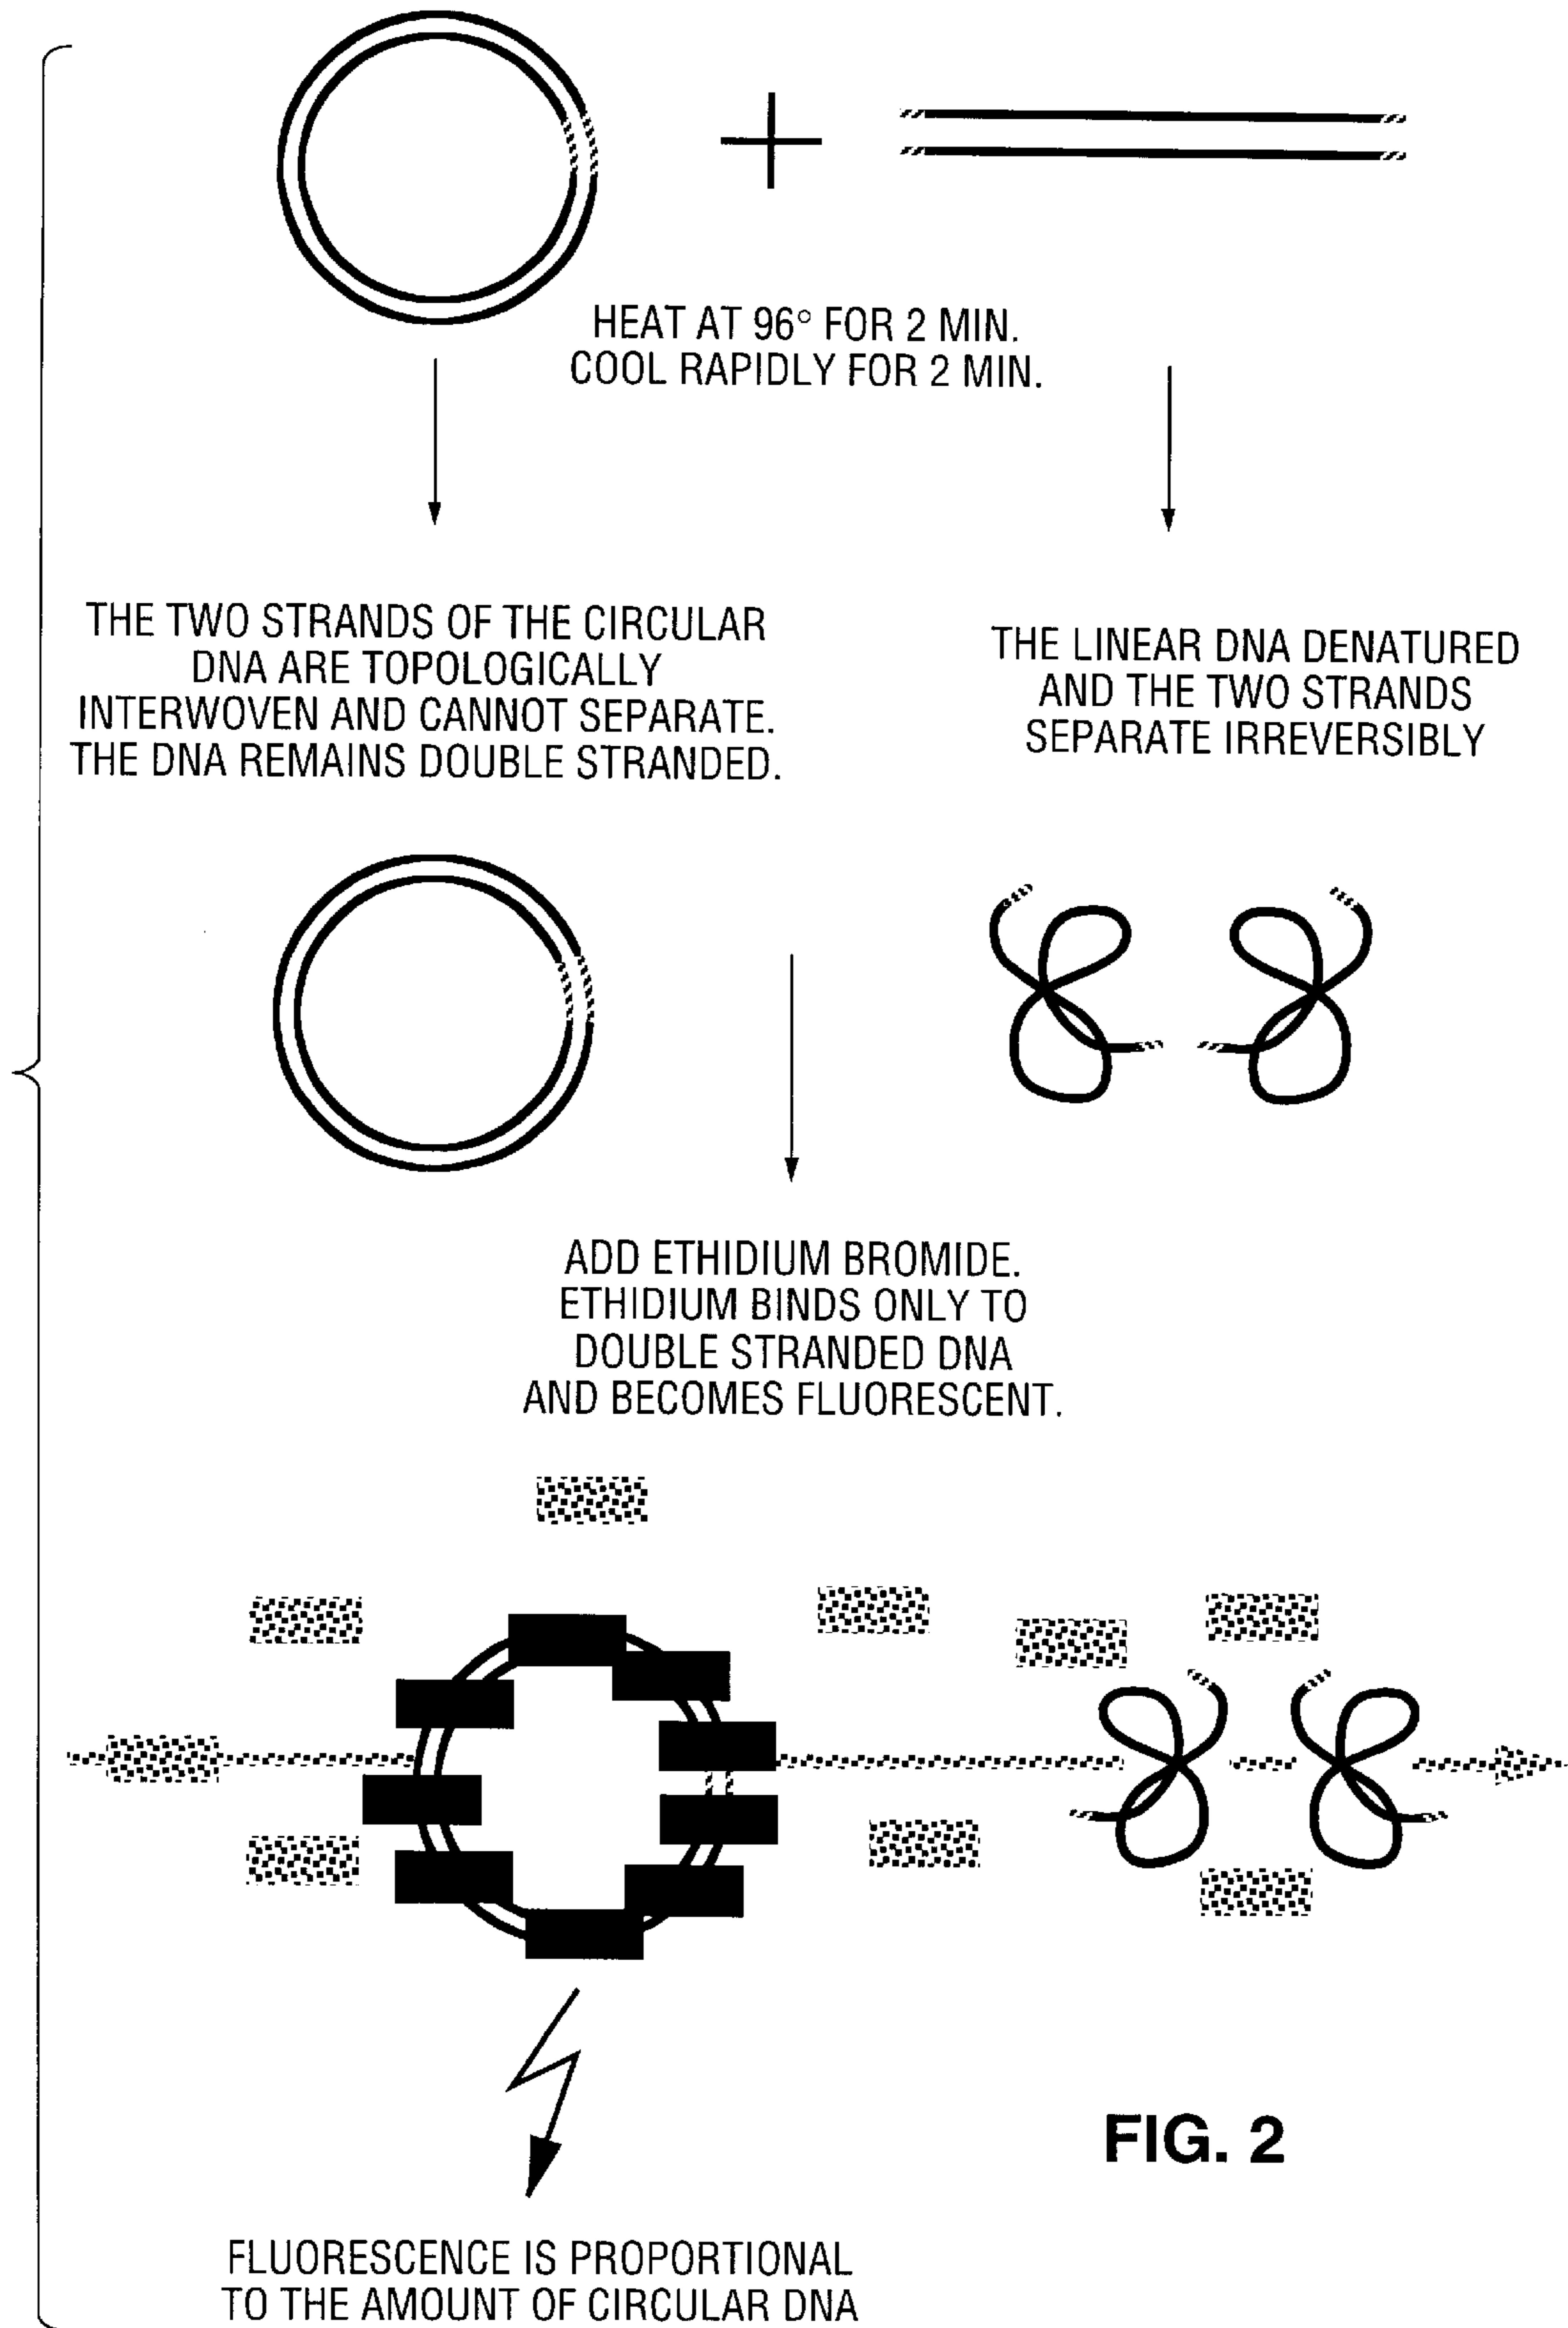 HEAT AT 96° FOR 2 MIN.
COOL RAPIDLY FOR 2 MIN.
THE TWO STRANDS OF THE CIRCULAR
DNA ARE TOPOLOGICALLY
INTERWOVEN AND CANNOT SEPARATE.
THE DNA REMAINS DOUBLE STRANDED.
THE LINEAR DNA DENATURED
AND THE TWO STRANDS
SEPARATE IRREVERSIBLY
ADD ETHIDIUM BROMIDE.
ETHIDIUM BINDS ONLY TO
DOUBLE STRANDED DNA
AND BECOMES FLUORESCENT.
FIG. 2
FLUORESCENCE IS PROPORTIONAL
TO THE AMOUNT OF CIRCULAR DNA